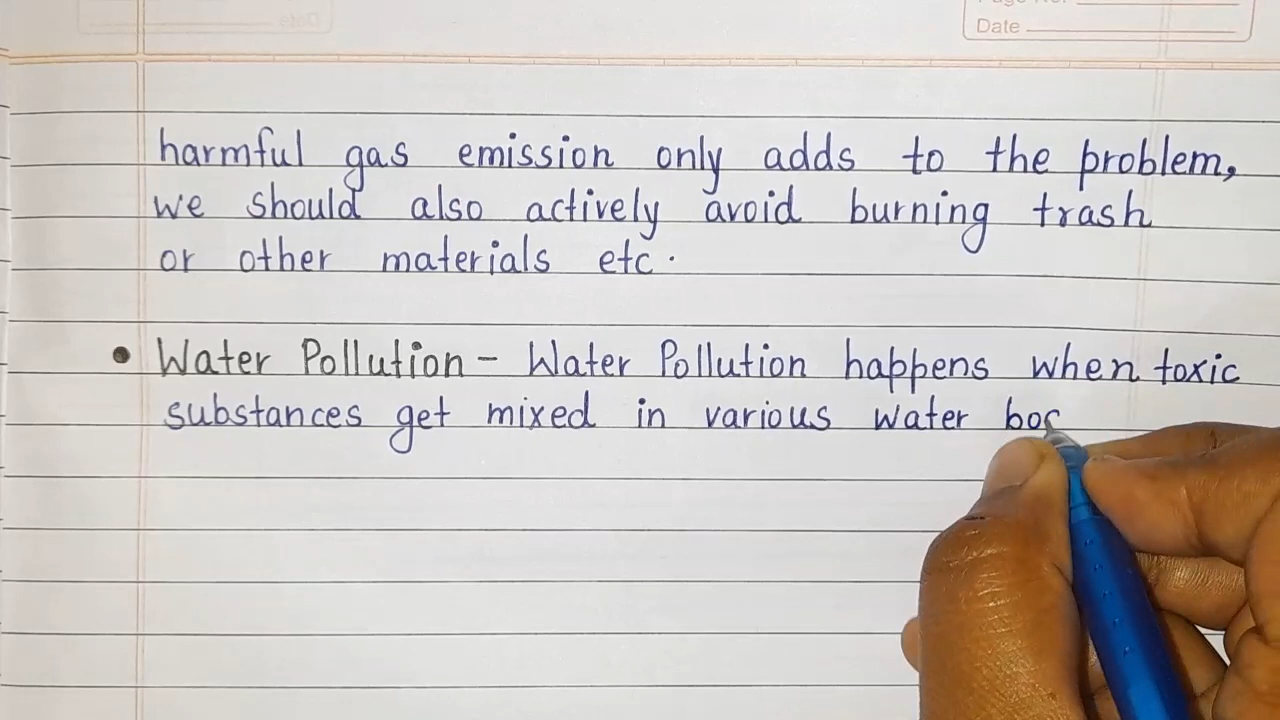 Date
harmful gas emission only adds to the problem,
we should also actively avoid burning trash
or other materials etc.
• Water Pollution - Water Pollution happens when toxic
substances get mixed in various water